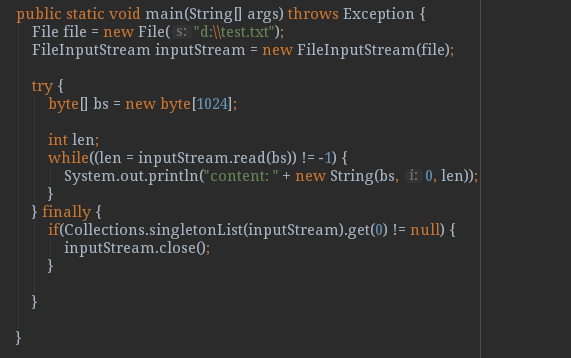 public static void main(String[] args) throws Exception {
File file = new File( s: "d:\\test.txt");
FileInputStream inputStream = new FileInputStream(file);
try {
byte[] bs = new byte[1024];
int len;
while((len = inputStream.read(bs)) != -1) {
System.out.println("content: " + new String(bs, i: 0, len));
}
} finally {
if(Collections.singletonList(inputStream).get(0) != null) {
inputStream.close();
}
}
}